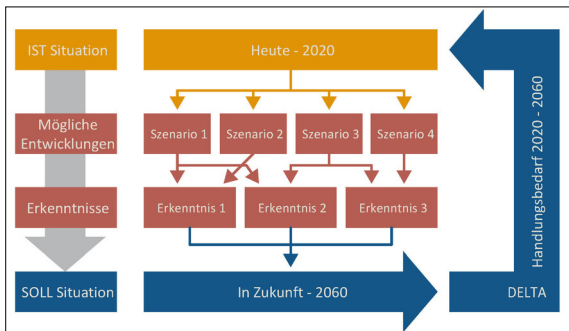 IST Situation
Heute - 2020
Mögliche
Entwicklungen
Szenario 1
Szenario 2
Szenario 3
Szenario 4
Erkenntnisse
Erkenntnis 1
Erkenntnis 2
Erkenntnis 3
SOLL Situation
In Zukunft - 2060
DELTA
Handlungsbedarf 2020 - 2060